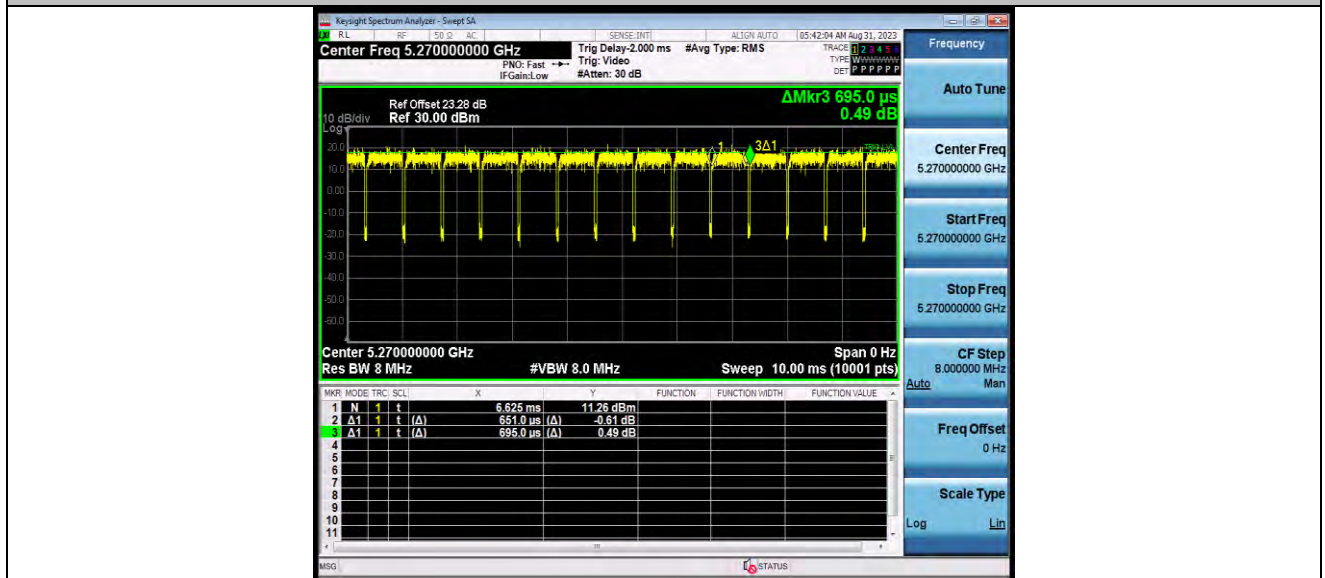 Keysight Spectrum Analyzer - Swept SA
RL RF 50 Ω AC SENSE:INT ALIGN AUTO 05:42:04 AM Aug 31, 2023
Center Freq 5.270000000 GHz
Trig Delay-2.000 ms #Avg Type: RMS
TRACE 1 2 3 4 5 6
PNO: Fast Trig: Video
TYPE WWWWWW
IFGain:Low #Atten: 30 dB
DET P P P P P P
Frequency
Auto Tune
ΔMkr3 695.0 µs
0.49 dB
Ref Offset 23.28 dB
10 dB/div Ref 30.00 dBm
Log
20.0
10.0
0.00
-10.0
-20.0
-30.0
-40.0
-50.0
-60.0
1
3Δ1
TRIG LVL
Center 5.270000000 GHz Span 0 Hz
Res BW 8 MHz #VBW 8.0 MHz Sweep 10.00 ms (10001 pts)
MKR MODE TRC SCL X Y FUNCTION FUNCTION WIDTH FUNCTION VALUE
1 N 1 t 6.625 ms 11.26 dBm
2 Δ1 1 t (Δ) 651.0 µs (Δ) -0.61 dB
3 Δ1 1 t (Δ) 695.0 µs (Δ) 0.49 dB
4
5
6
7
8
9
10
11
Center Freq
5.270000000 GHz
Start Freq
5.270000000 GHz
Stop Freq
5.270000000 GHz
CF Step
8.000000 MHz
Auto Man
Freq Offset
0 Hz
Scale Type
Log Lin
MSG STATUS